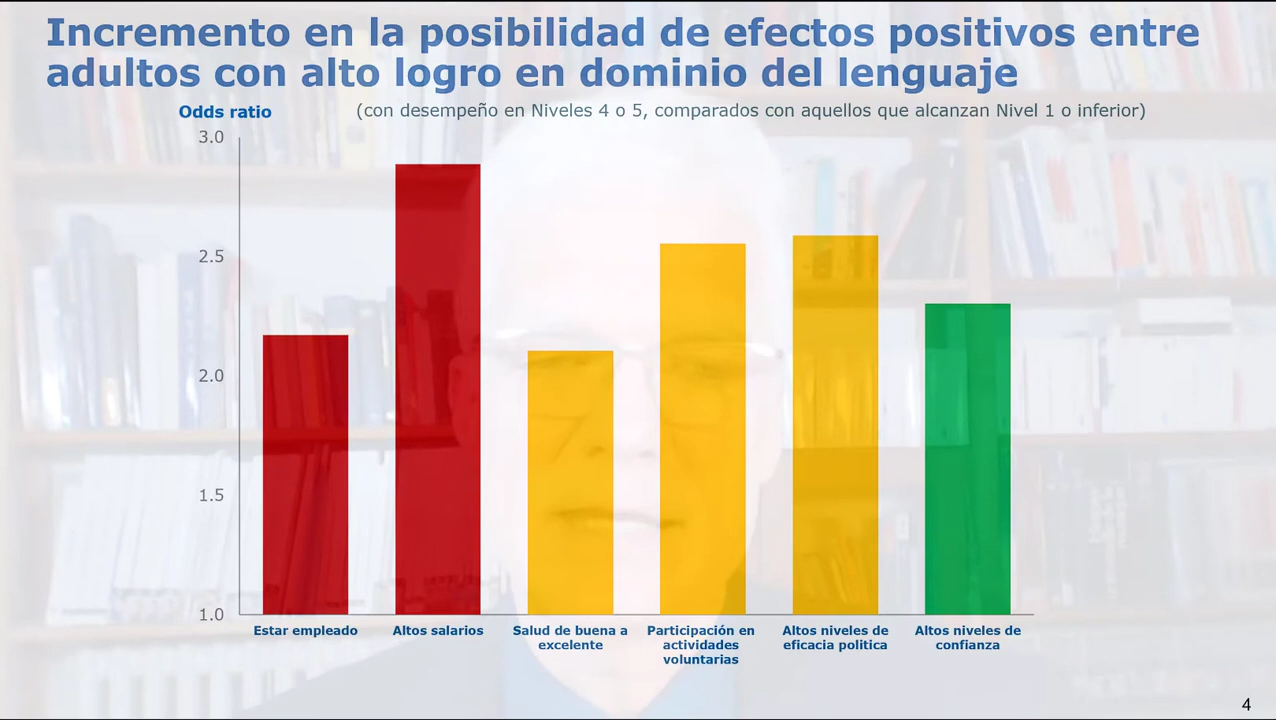 Incremento en la posibilidad de efectos positivos entre
adultos con alto logro en dominio del lenguaje
Odds ratio
(con desempeño en Niveles 4 o 5, comparados con aquellos que alcanzan Nivel 1 o inferior)
3.0
2.5
2.0
1.5
1.0
Estar empleado
Altos salarios
Salud de buena a
excelente
Participación en
actividades
voluntarias
Altos niveles de
eficacia politica
Altos niveles de
confianza
4